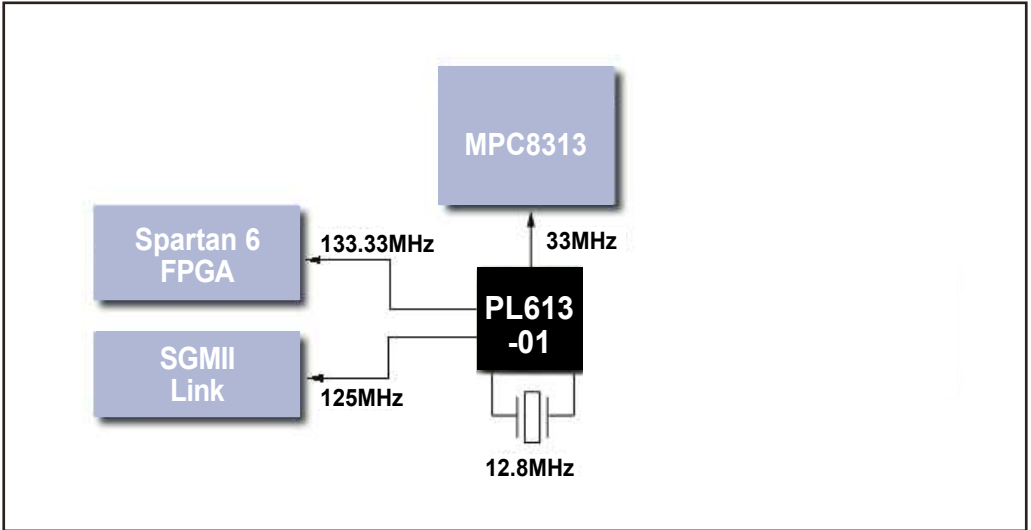 MPC8313
Spartan 6
FPGA
133.33MHz
33MHz
PL613
-01
SGMII
Link
125MHz
12.8MHz